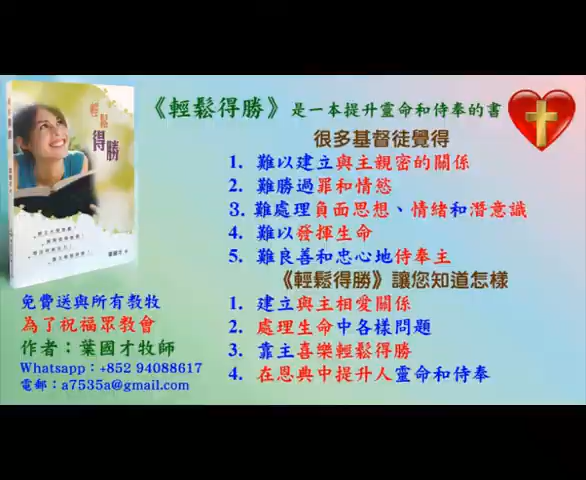 《輕鬆得勝》是一本提升靈命和侍奉的書
很多基督徒覺得
1. 難以建立與主親密的關係
2. 難勝過罪和情慾
3. 難處理負面思想、情緒和潛意識
4. 難以發揮生命
5. 難良善和忠心地侍奉主
《輕鬆得勝》讓您知道怎樣
1. 建立與主相愛關係
2. 處理生命中各樣問題
3. 靠主喜樂輕鬆得勝
4. 在恩典中提升人靈命和侍奉
輕鬆
得勝
免費送與所有教牧
為了祝福眾教會
作者：葉國才牧師
Whatsapp：+852 94088617
電郵：a7535a@gmail.com